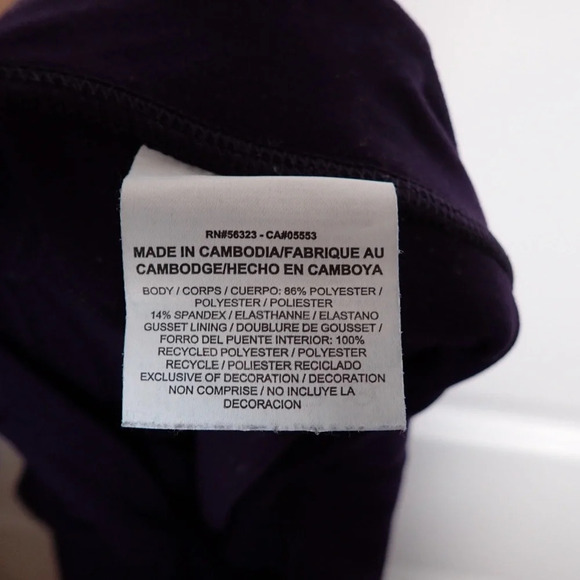 RN#56323 - CA#05553
MADE IN CAMBODIA/FABRIQUE AU
CAMBODGE/HECHO EN CAMBOYA
BODY / CORPS / CUERPO: 86% POLYESTER /
POLYESTER / POLIESTER
14% SPANDEX / ELASTHANNE / ELASTANO
GUSSET LINING / DOUBLURE DE GOUSSET /
FORRO DEL PUENTE INTERIOR: 100%
RECYCLED POLYESTER / POLYESTER
RECYCLE / POLIESTER RECICLADO
EXCLUSIVE OF DECORATION / DECORATION
NON COMPRISE / NO INCLUYE LA
DECORACION